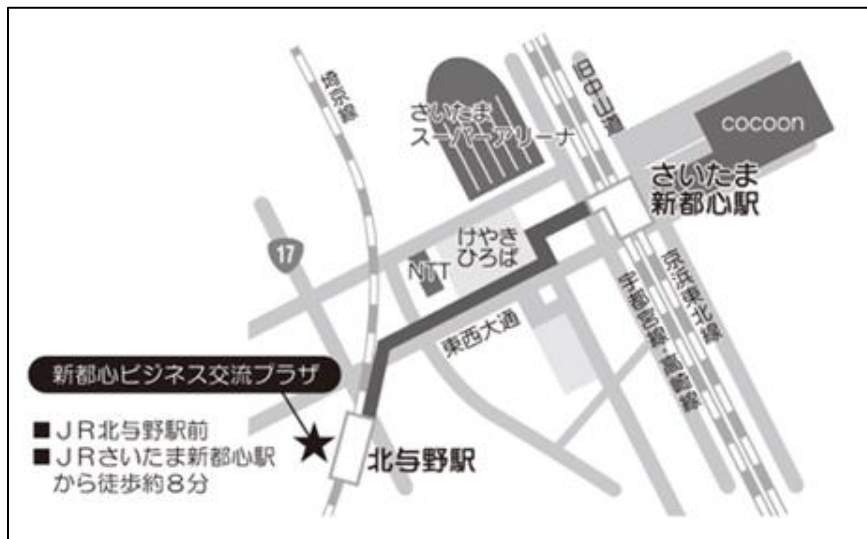 埼京線
さいたま
スーパーアリーナ
旧中山道
cocoon
さいたま
新都心駅
17
けやき
ひろば
NTT
東西大通
宇都宮線・高崎線
京浜東北線
新都心ビジネス交流プラザ
■ＪＲ北与野駅前
■ＪＲさいたま新都心駅
から徒歩約８分
北与野駅